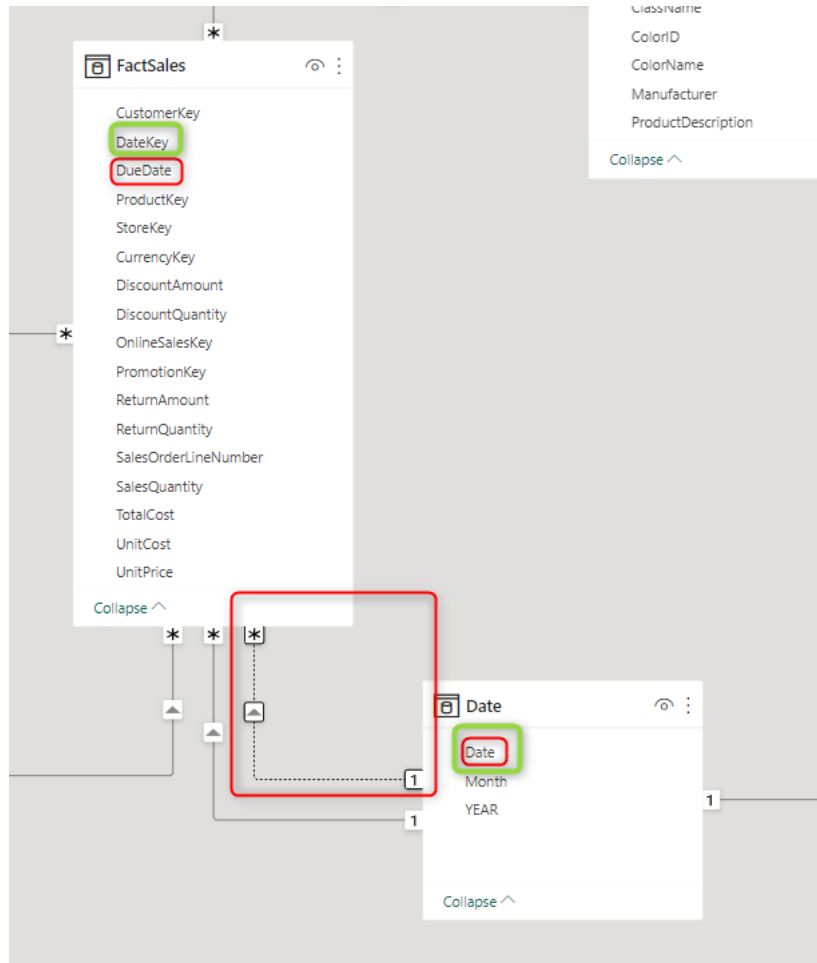 ClassName
ColorID
ColorName
Manufacturer
ProductDescription
Collapse
*
FactSales
CustomerKey
DateKey
DueDate
ProductKey
StoreKey
CurrencyKey
DiscountAmount
DiscountQuantity
*
OnlineSalesKey
PromotionKey
ReturnAmount
ReturnQuantity
SalesOrderLineNumber
SalesQuantity
TotalCost
UnitCost
UnitPrice
Collapse
* * *
Date
Date
Month
YEAR
1
1
1
Collapse